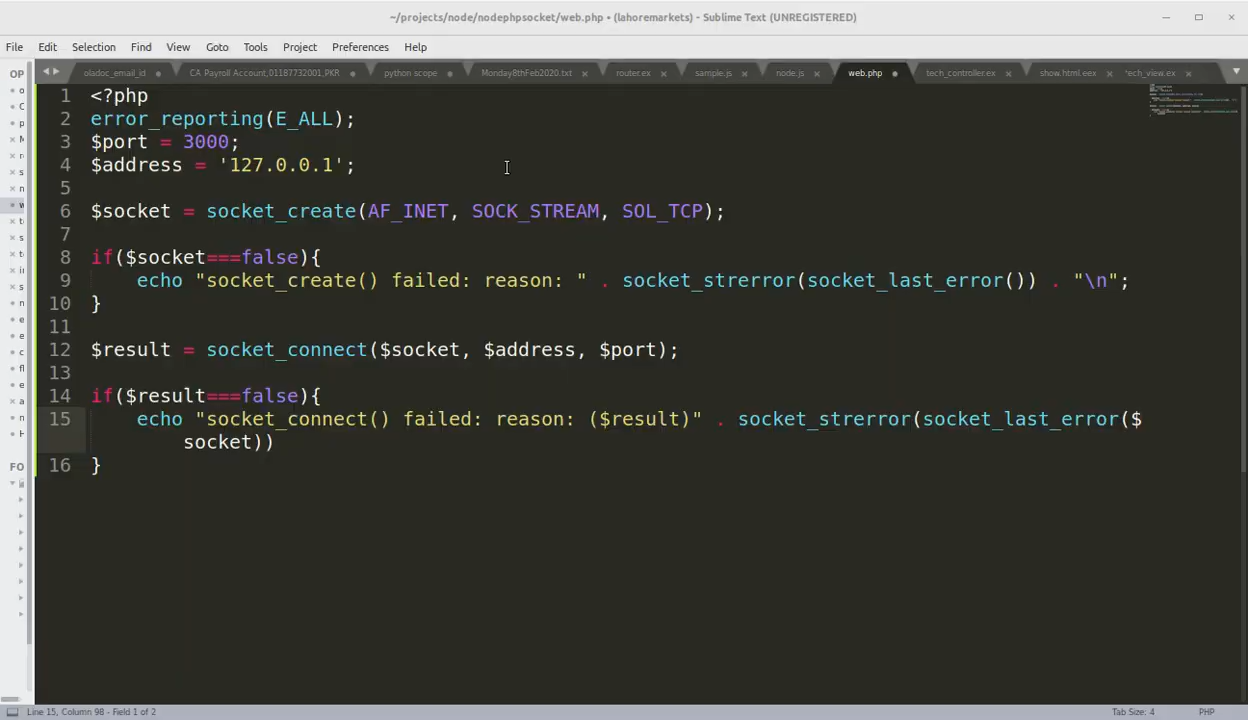 ~/projects/node/nodephpsocket/web.php • (lahoremarkets) - Sublime Text (UNREGISTERED)
File Edit Selection Find View Goto Tools Project Preferences Help
oladoc_email_id CA Payroll Account,01187732001,PKR python scope Monday8thFeb2020.txt router.ex sample.js node.js web.php tech_controller.ex show.html.eex tech_view.ex
OP
FO
1 <?php
2 error_reporting(E_ALL);
3 $port = 3000;
4 $address = '127.0.0.1';
5
6 $socket = socket_create(AF_INET, SOCK_STREAM, SOL_TCP);
7
8 if($socket===false){
9 echo "socket_create() failed: reason: " . socket_strerror(socket_last_error()) . "\n";
10 }
11
12 $result = socket_connect($socket, $address, $port);
13
14 if($result===false){
15 echo "socket_connect() failed: reason: ($result)" . socket_strerror(socket_last_error($
socket))
16 }
Line 15, Column 98 - Field 1 of 2 Tab Size: 4 PHP